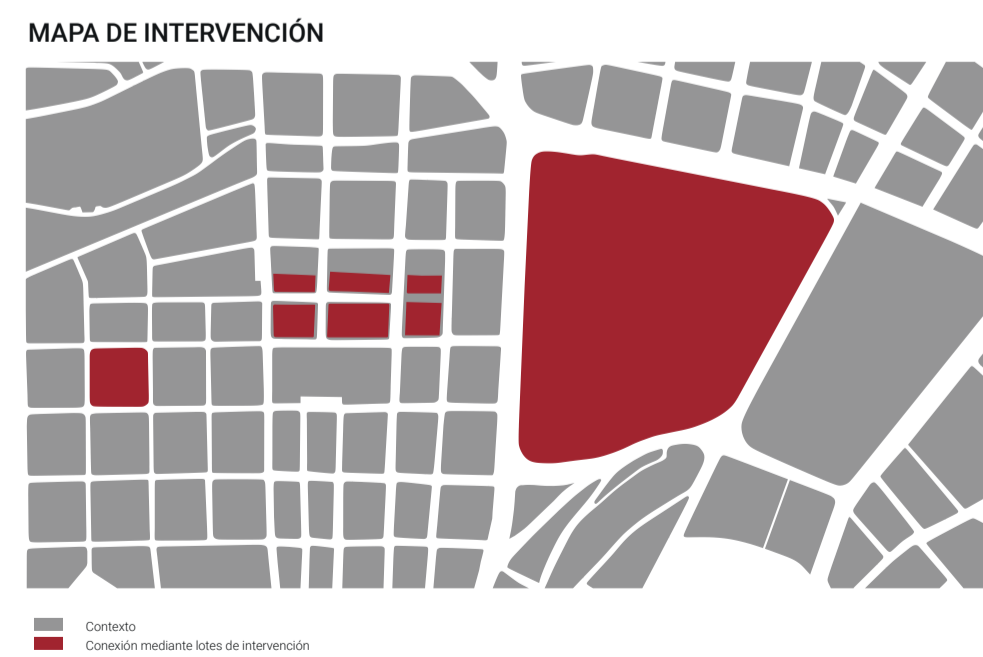 MAPA DE INTERVENCIÓN
Contexto
Conexión mediante lotes de intervención